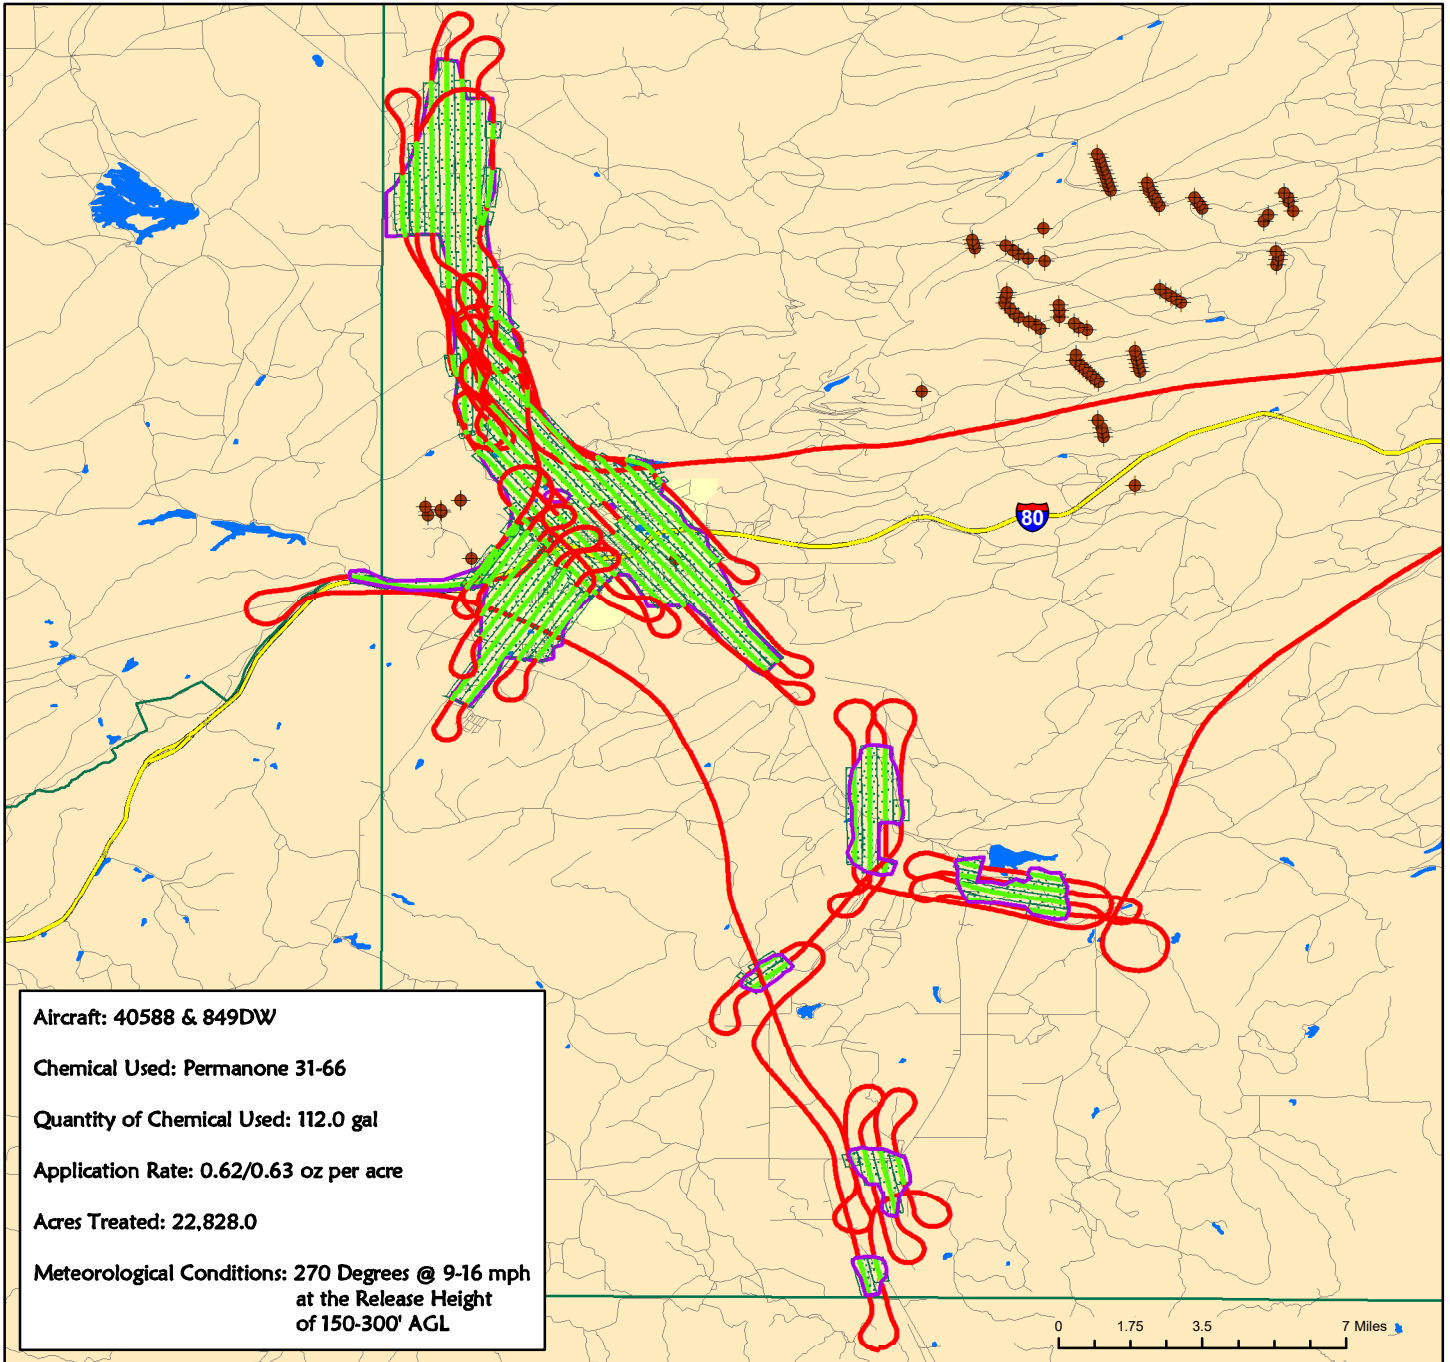 80
Aircraft: 40588 & 849DW
Chemical Used: Permanone 31-66
Quantity of Chemical Used: 112.0 gal
Application Rate: 0.62/0.63 oz per acre
Acres Treated: 22,828.0
Meteorological Conditions: 270 Degrees @ 9-16 mph
at the Release Height
of 150-300' AGL
0 1.75 3.5 7 Miles